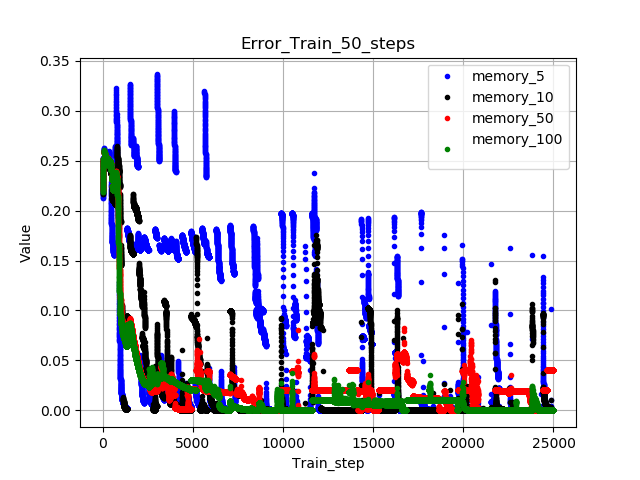 Error_Train_50_steps
memory_5
memory_10
memory_50
memory_100
Value
0.35
0.30
0.25
0.20
0.15
0.10
0.05
0.00
0
5000
10000
15000
20000
25000
Train_step